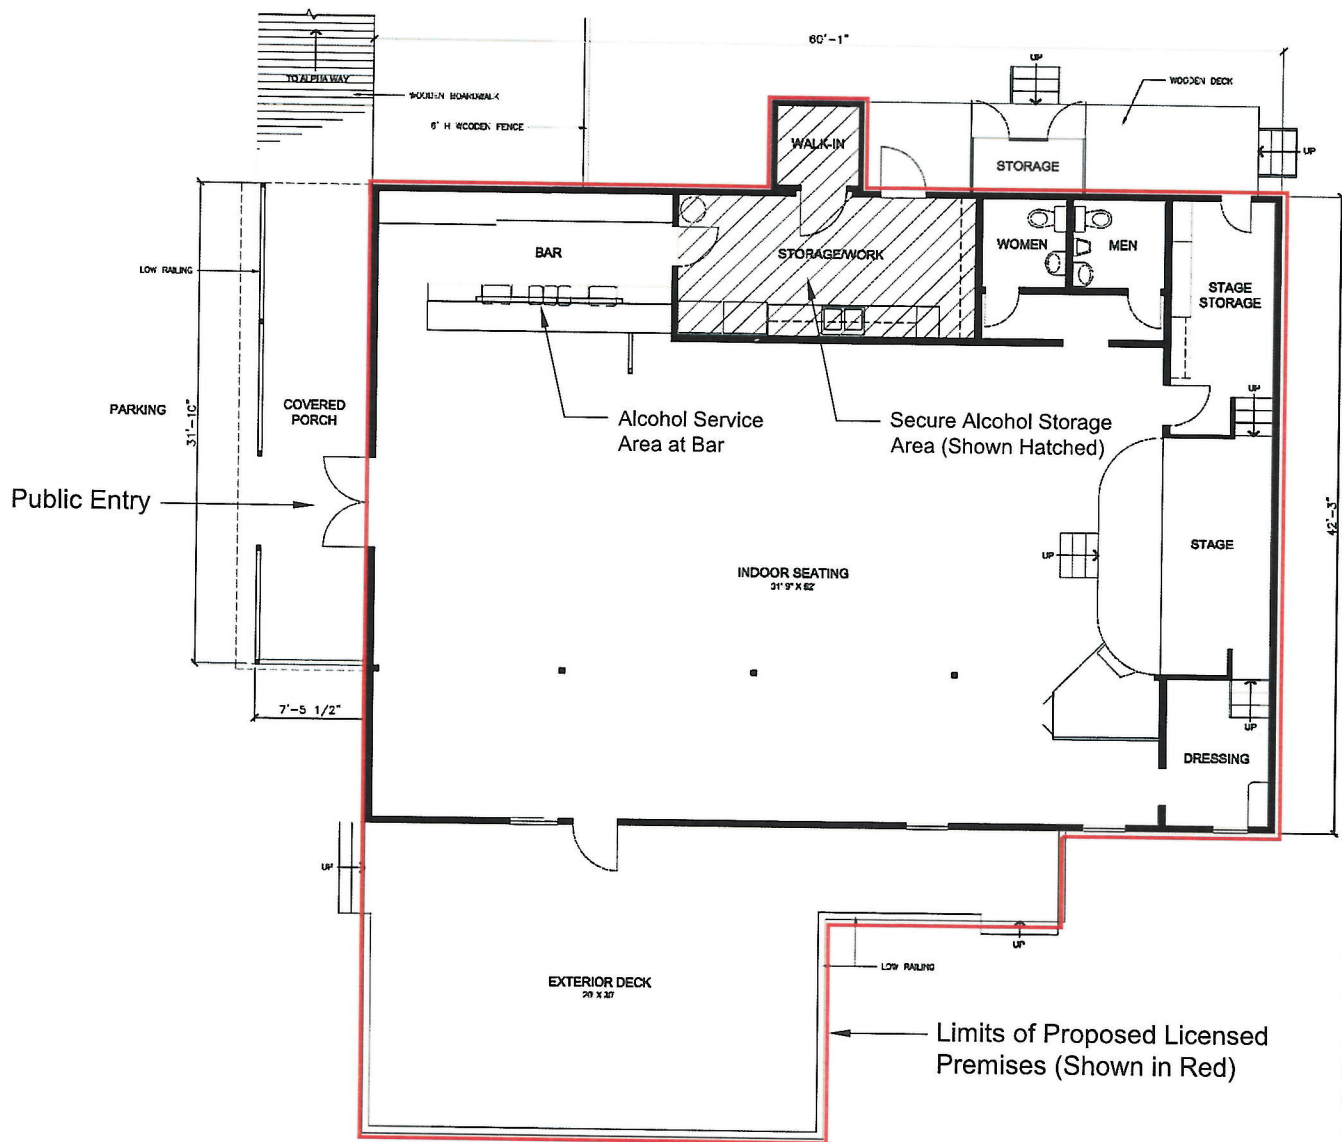 60'-1"
UP
TO ALPHA WAY
WOODEN BOARDWALK
WOODEN DECK
6' H WOODEN FENCE
WALK-IN
STORAGE
UP
LOW RAILING
BAR
STORAGE/WORK
WOMEN
MEN
STAGE
STORAGE
PARKING
31'-10"
COVERED
PORCH
Alcohol Service
Area at Bar
Secure Alcohol Storage
Area (Shown Hatched)
UP
Public Entry
42'-3"
UP
STAGE
INDOOR SEATING
7'-5 1/2"
UP
DRESSING
UP
UP
LOW RAILING
EXTERIOR DECK
Limits of Proposed Licensed
Premises (Shown in Red)